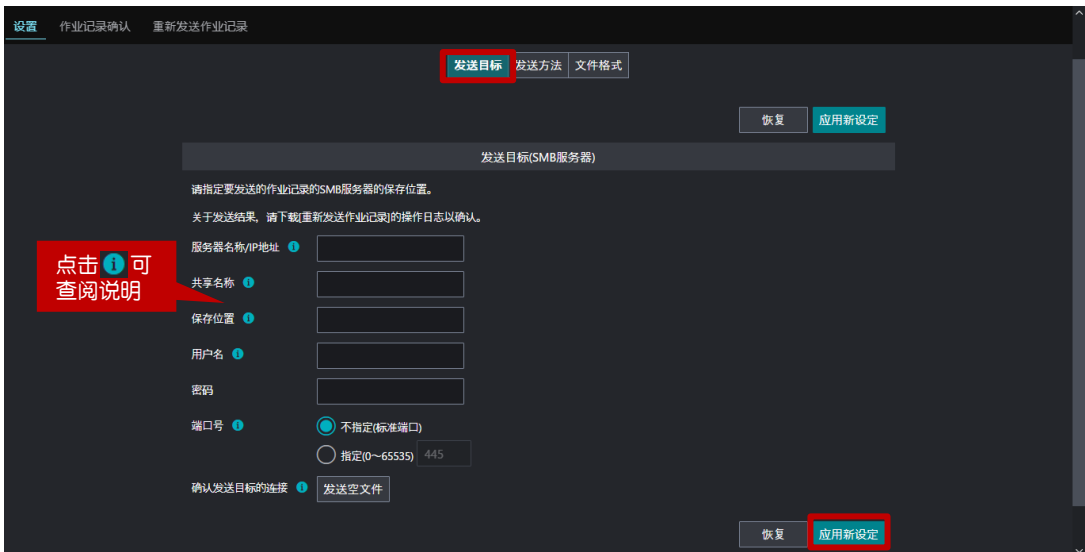 设置 作业记录确认 重新发送作业记录
发送目标 发送方法 文件格式
恢复 应用新设定
发送目标(SMB服务器)
请指定要发送的作业记录的SMB服务器的保存位置。
关于发送结果，请下载[重新发送作业记录]的操作日志以确认。
服务器名称/IP地址 i
点击 i 可
查阅说明
共享名称 i
保存位置 i
用户名 i
密码
端口号 i 不指定(标准端口)
指定(0～65535) 445
确认发送目标的连接 i 发送空文件
恢复 应用新设定